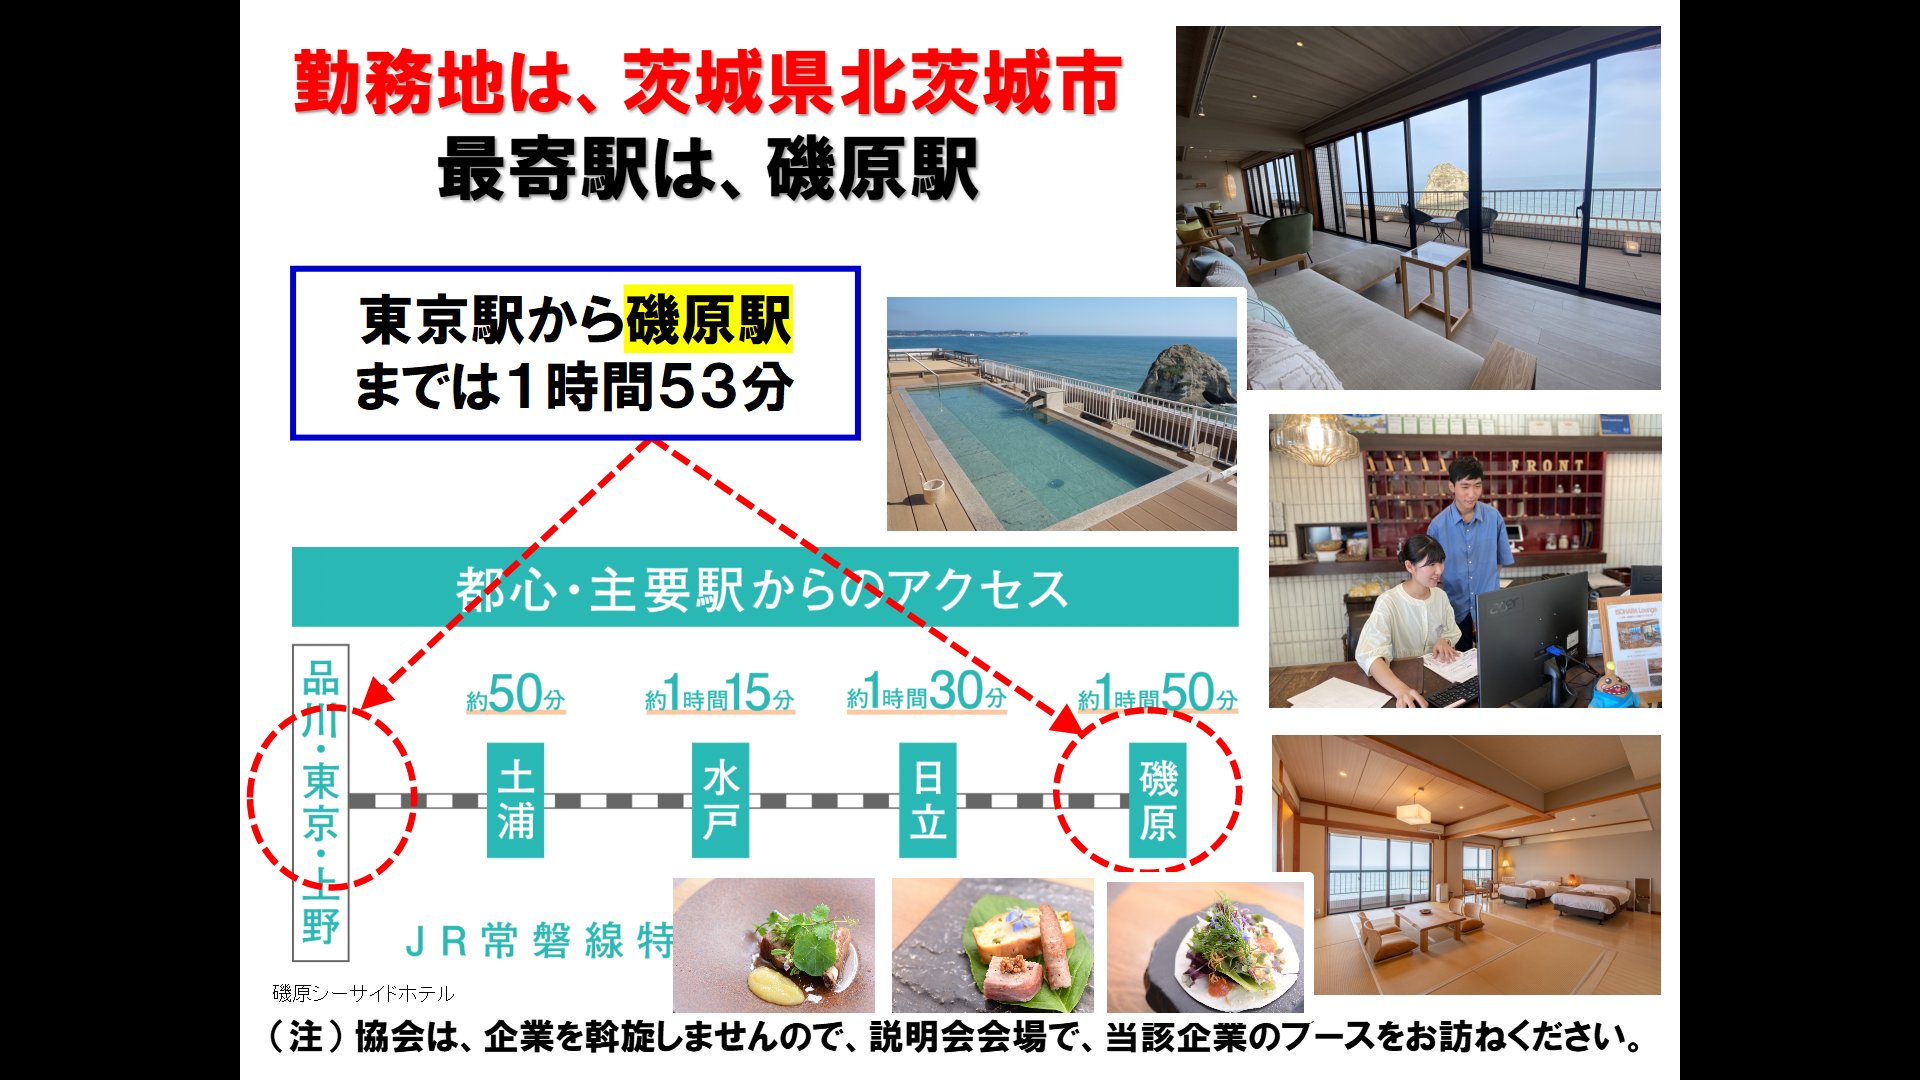 勤務地は、茨城県北茨城市
最寄駅は、磯原駅
東京駅から磯原駅
までは１時間５３分
都心・主要駅からのアクセス
品川・東京・上野
約50分
約1時間15分
約1時間30分
約1時間50分
土浦
水戸
日立
磯原
JR常磐線特
磯原シーサイドホテル
（注）協会は、企業を斡旋しませんので、説明会会場で、当該企業のブースをお訪ねください。
FRONT
acer
ISOHARA Lounge